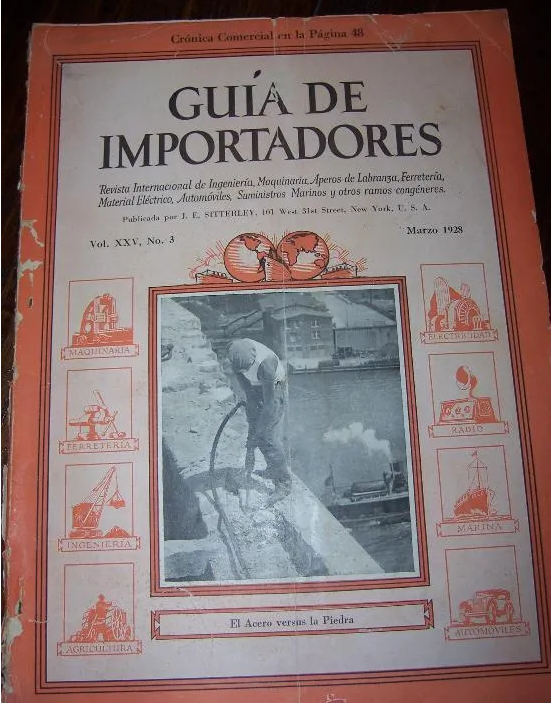 Crónica Comercial en la Página 48
GUÍA DE
IMPORTADORES
Revista Internacional de Ingeniería, Maquinaria, Aperos de Labranza, Ferretería,
Material Eléctrico, Automóviles, Suministros Marinos y otros ramos congéneres.
Publicada por J. E. SITTERLEY, 101 West 31st Street, New York, U. S. A.
Vol. XXV, No. 3
Marzo 1928
MAQUINARIA
FERRETERIA
INGENIERÍA
AGRICULTURA
ELECTRICIDAD
RADIO
MARINA
AUTOMÓVILES
El Acero versus la Piedra